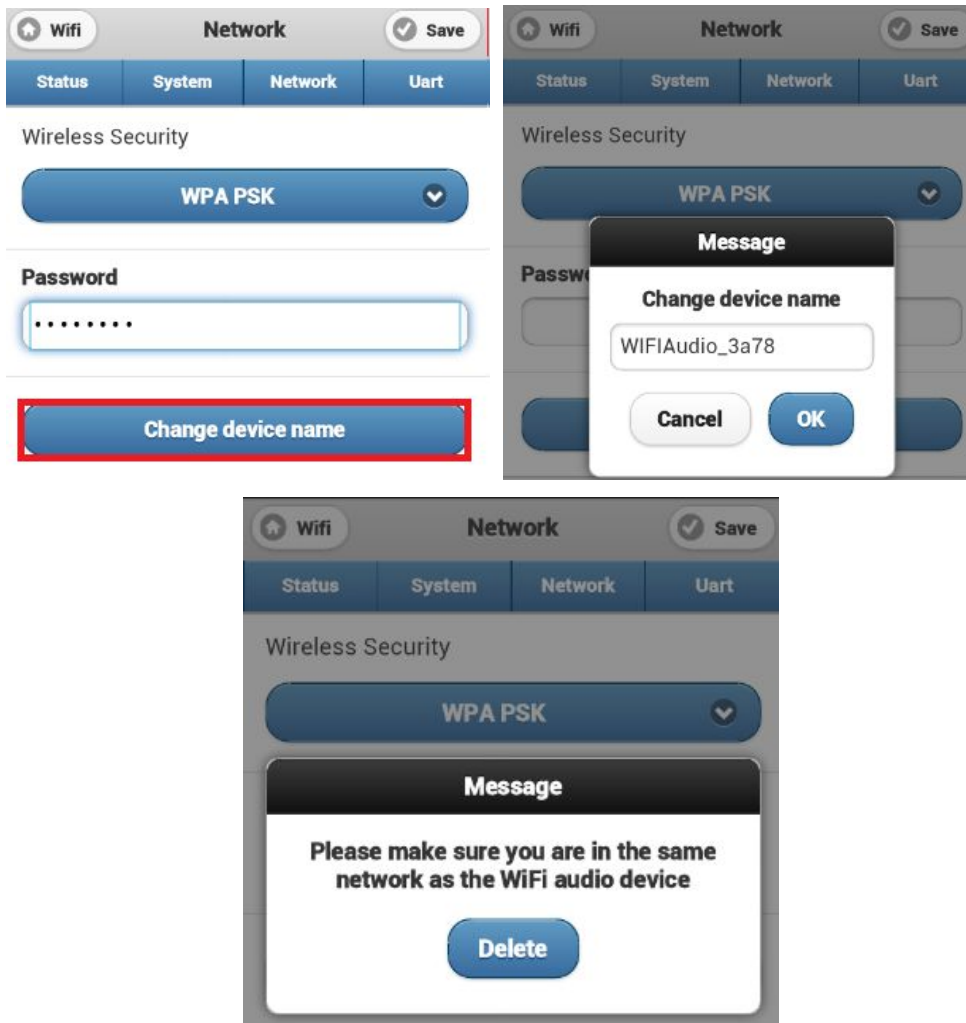 Wifi Network Save
Status System Network Uart
Wireless Security
WPA PSK
Password
••••••••
Change device name
Wifi Network Save
Status System Network Uart
Wireless Security
WPA PSK
Passwo
Message
Change device name
WIFIAudio_3a78
Cancel OK
Wifi Network Save
Status System Network Uart
Wireless Security
WPA PSK
Message
Please make sure you are in the same
network as the WiFi audio device
Delete